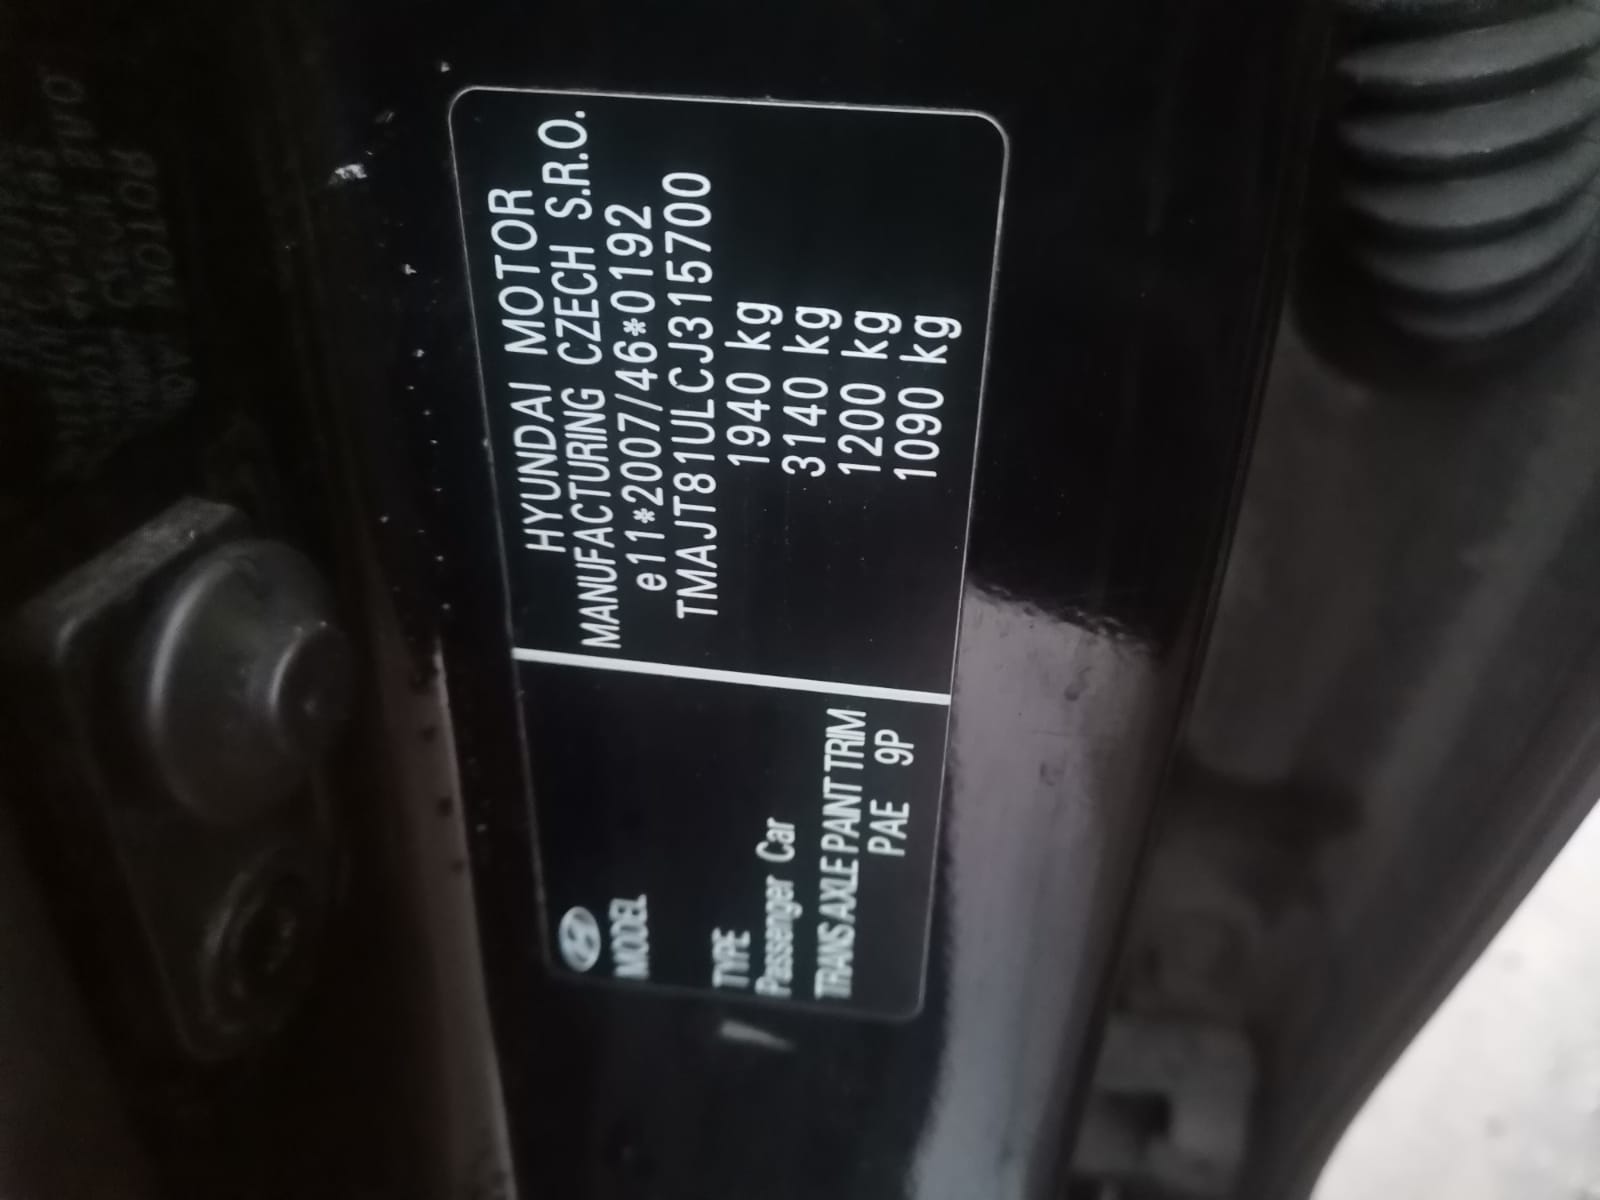 HYUNDAI MOTOR
MANUFACTURING CZECH S.R.O.
e11*2007/46*0192
TMAJT81ULCJ315700
1940 kg
3140 kg
1200 kg
1090 kg
MODEL
TYPE
Passenger Car
TRANS AXLE PAINT TRIM
PAE 9P